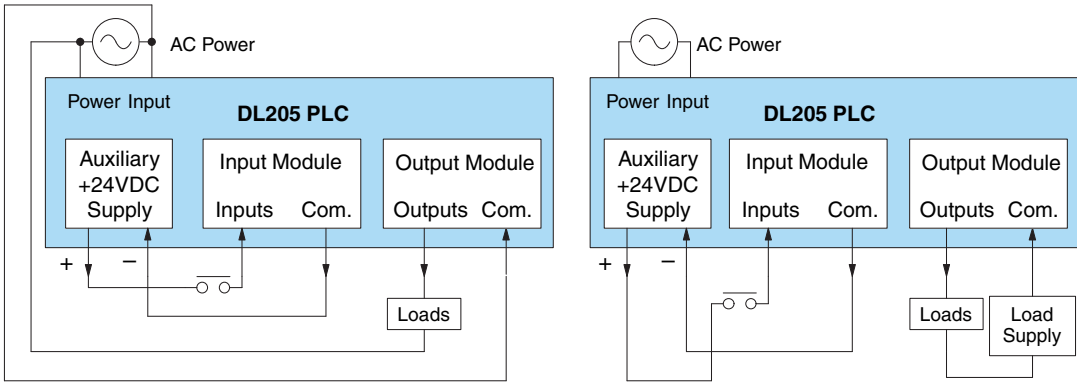 AC Power
Power Input
DL205 PLC
Auxiliary
+24VDC
Supply
Input Module
Inputs Com.
Output Module
Outputs Com.
+ −
Loads
AC Power
Power Input
DL205 PLC
Auxiliary
+24VDC
Supply
Input Module
Inputs Com.
Output Module
Outputs Com.
+ −
Loads
Load
Supply